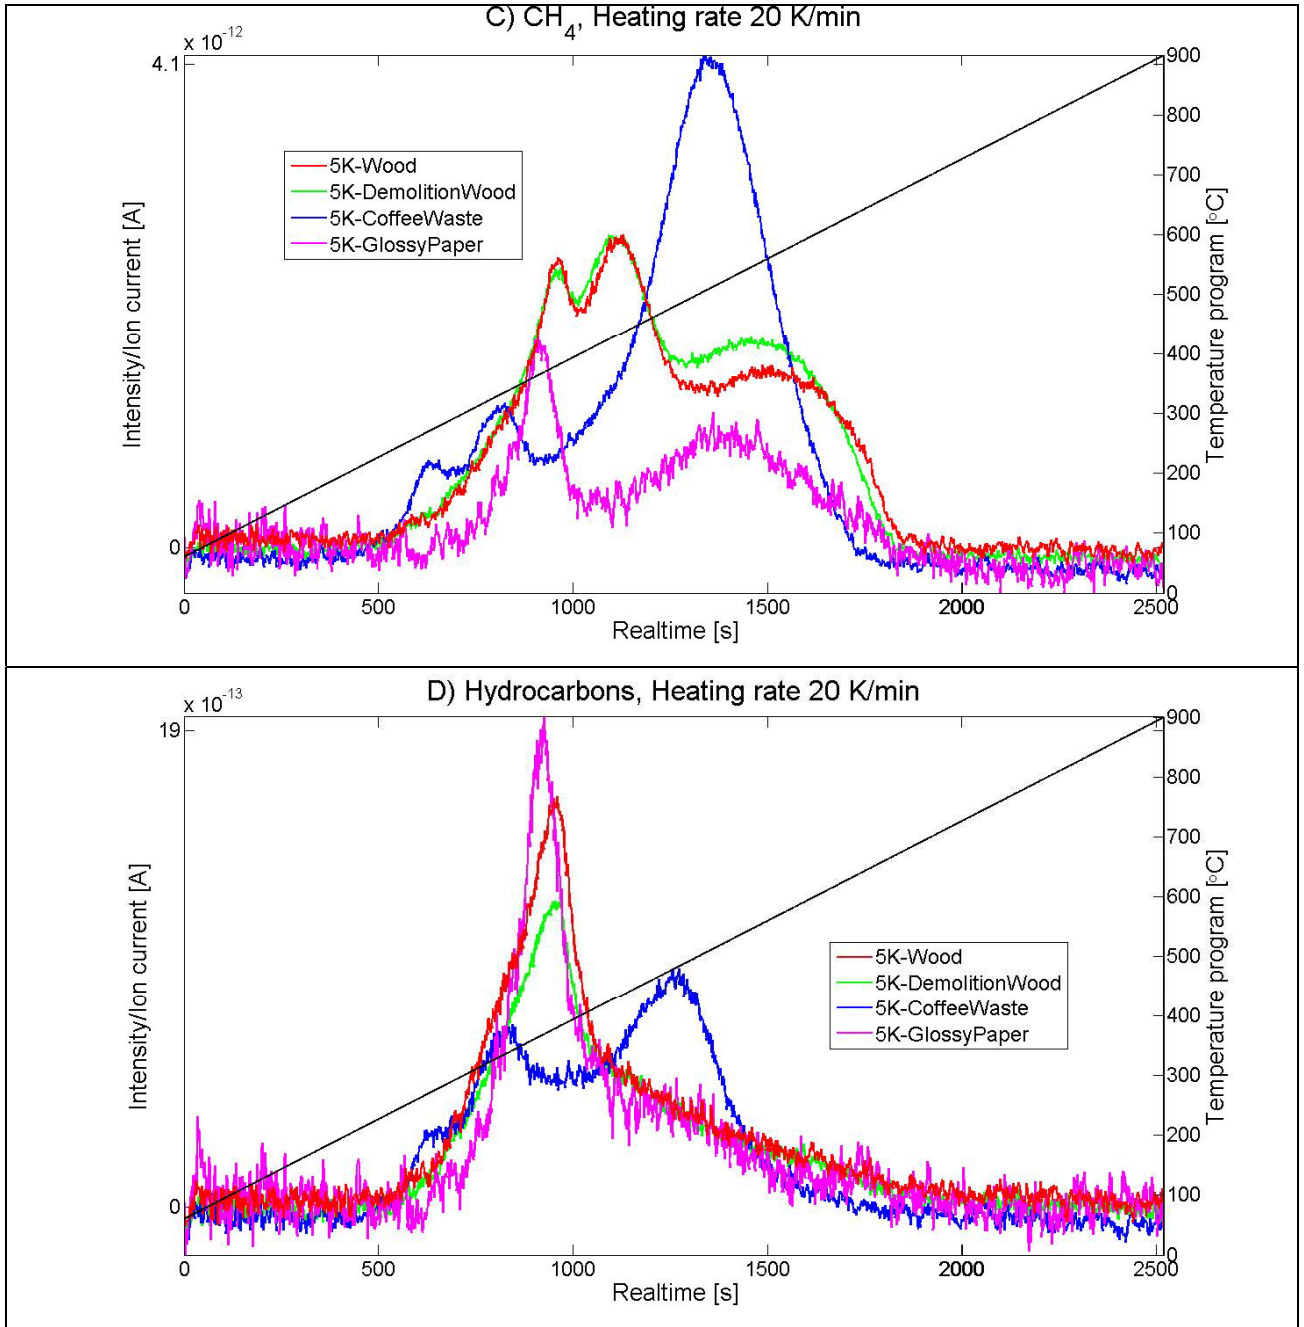 C) CH4, Heating rate 20 K/min
x 10-12
4.1
0
Intensity/Ion current [A]
5K-Wood
5K-DemolitionWood
5K-CoffeeWaste
5K-GlossyPaper
900
800
700
600
500
400
300
200
100
0
Temperature program [°C]
0 500 1000 1500 2000 2500
Realtime [s]
D) Hydrocarbons, Heating rate 20 K/min
x 10-13
19
0
Intensity/Ion current [A]
5K-Wood
5K-DemolitionWood
5K-CoffeeWaste
5K-GlossyPaper
900
800
700
600
500
400
300
200
100
0
Temperature program [°C]
0 500 1000 1500 2000 2500
Realtime [s]